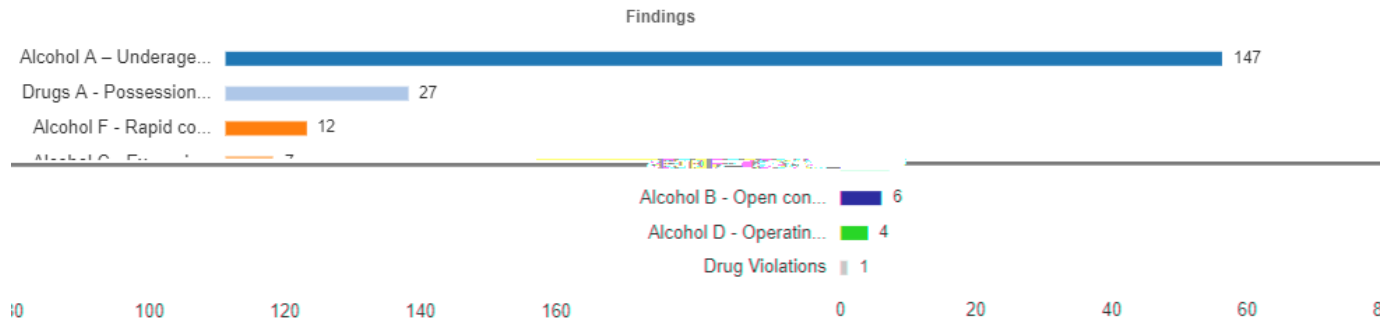 Findings
Alcohol A – Underage... 147
Drugs A - Possession... 27
Alcohol F - Rapid co... 12
7
Alcohol B - Open con... 6
Alcohol D - Operatin... 4
Drug Violations 1
100 120 140 160 0 20 40 60